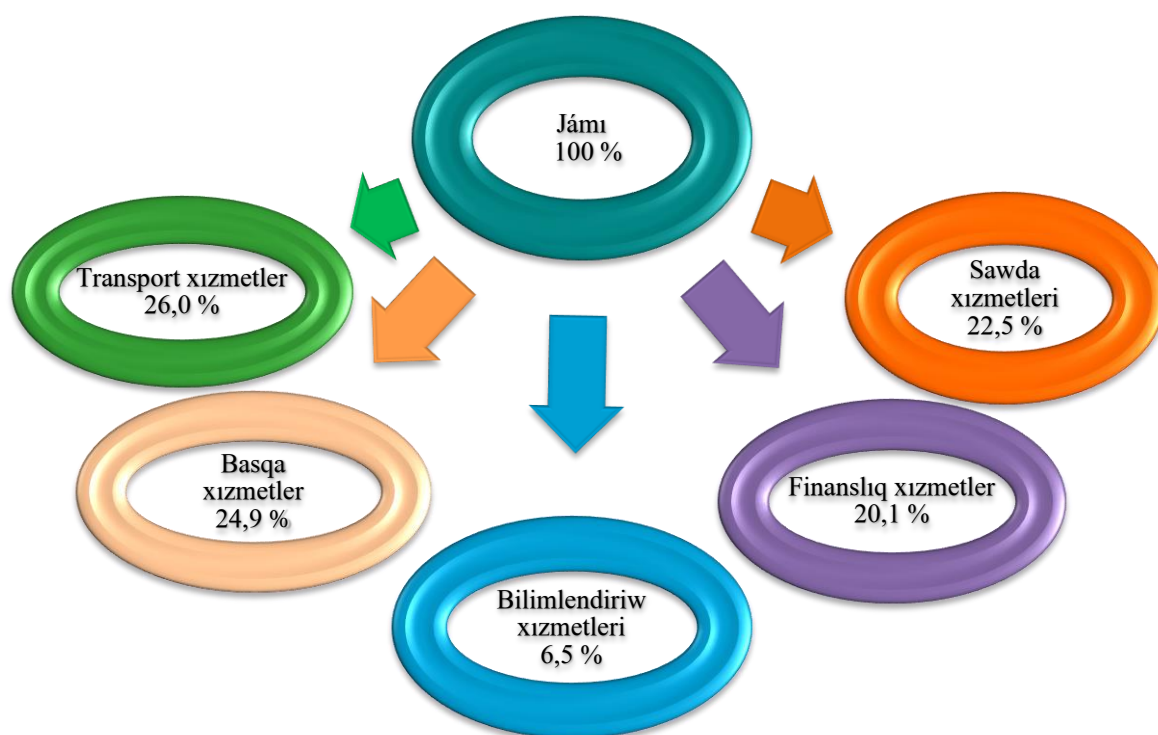 Jámı
100 %
Transport xızmetler
26,0 %
Sawda
xızmetleri
22,5 %
Basqa
xızmetler
24,9 %
Finanslıq xızmetler
20,1 %
Bilimlendiriw
xızmetleri
6,5 %